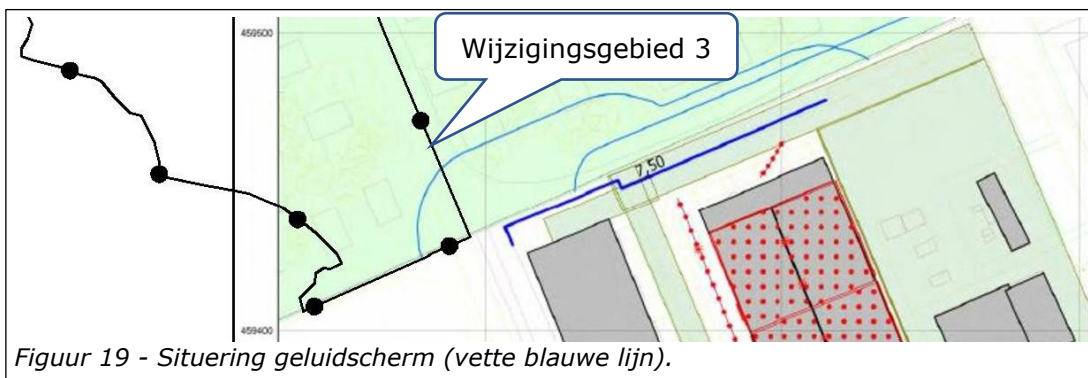 459500
Wijzigingsgebied 3
7,50
459400
Figuur 19 - Situering geluidscherm (vette blauwe lijn).